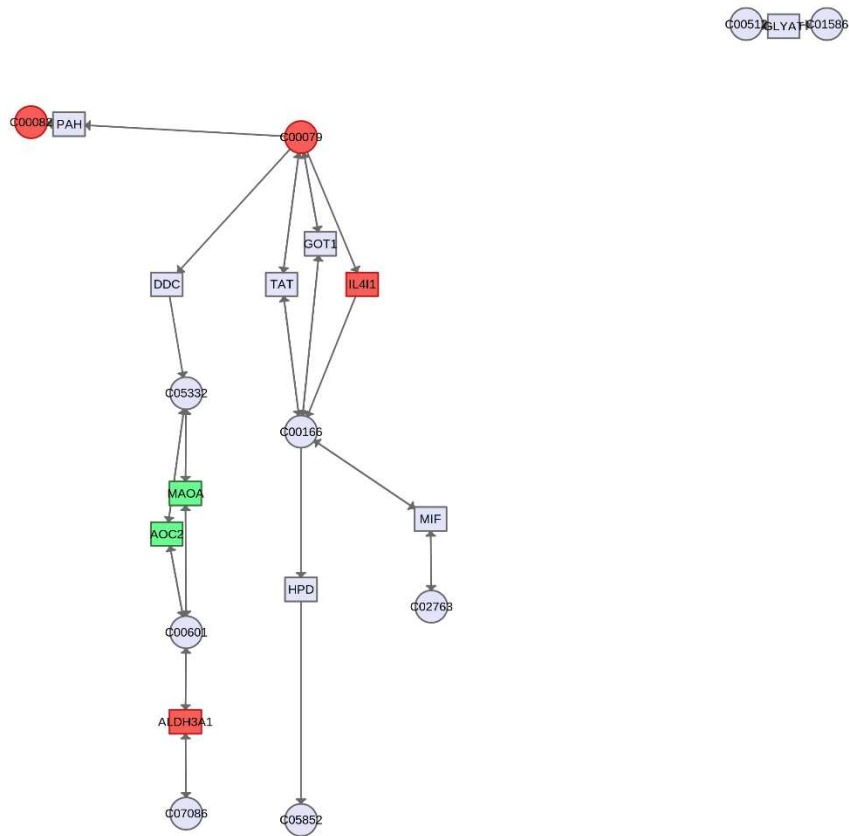 C00512 GLYAT C01586
C00082 PAH
C00079
GOT1
DDC TAT IL4I1
C05332
C00166
MAOA
MIF
AOC2
HPD
C02763
C00601
ALDH3A1
C07086
C05852